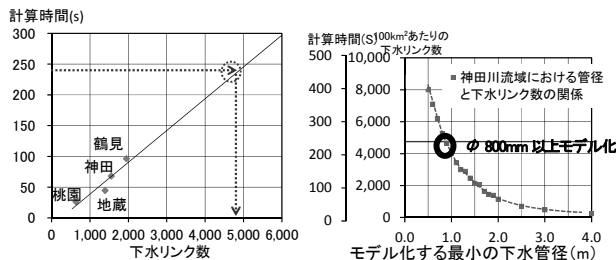 計算時間(s)
300
250
200
150
100
50
0
鶴見
神田
桃園
地蔵
0 1,000 2,000 3,000 4,000 5,000 6,000
下水リンク数
計算時間(S)
500
400
300
200
100
0
100km²あたりの
下水リンク数
10,000
8,000
6,000
4,000
2,000
0
神田川流域における管径
と下水リンク数の関係
Φ 800mm 以上モデル化
0.0 1.0 2.0 3.0 4.0
モデル化する最小の下水管径(m)